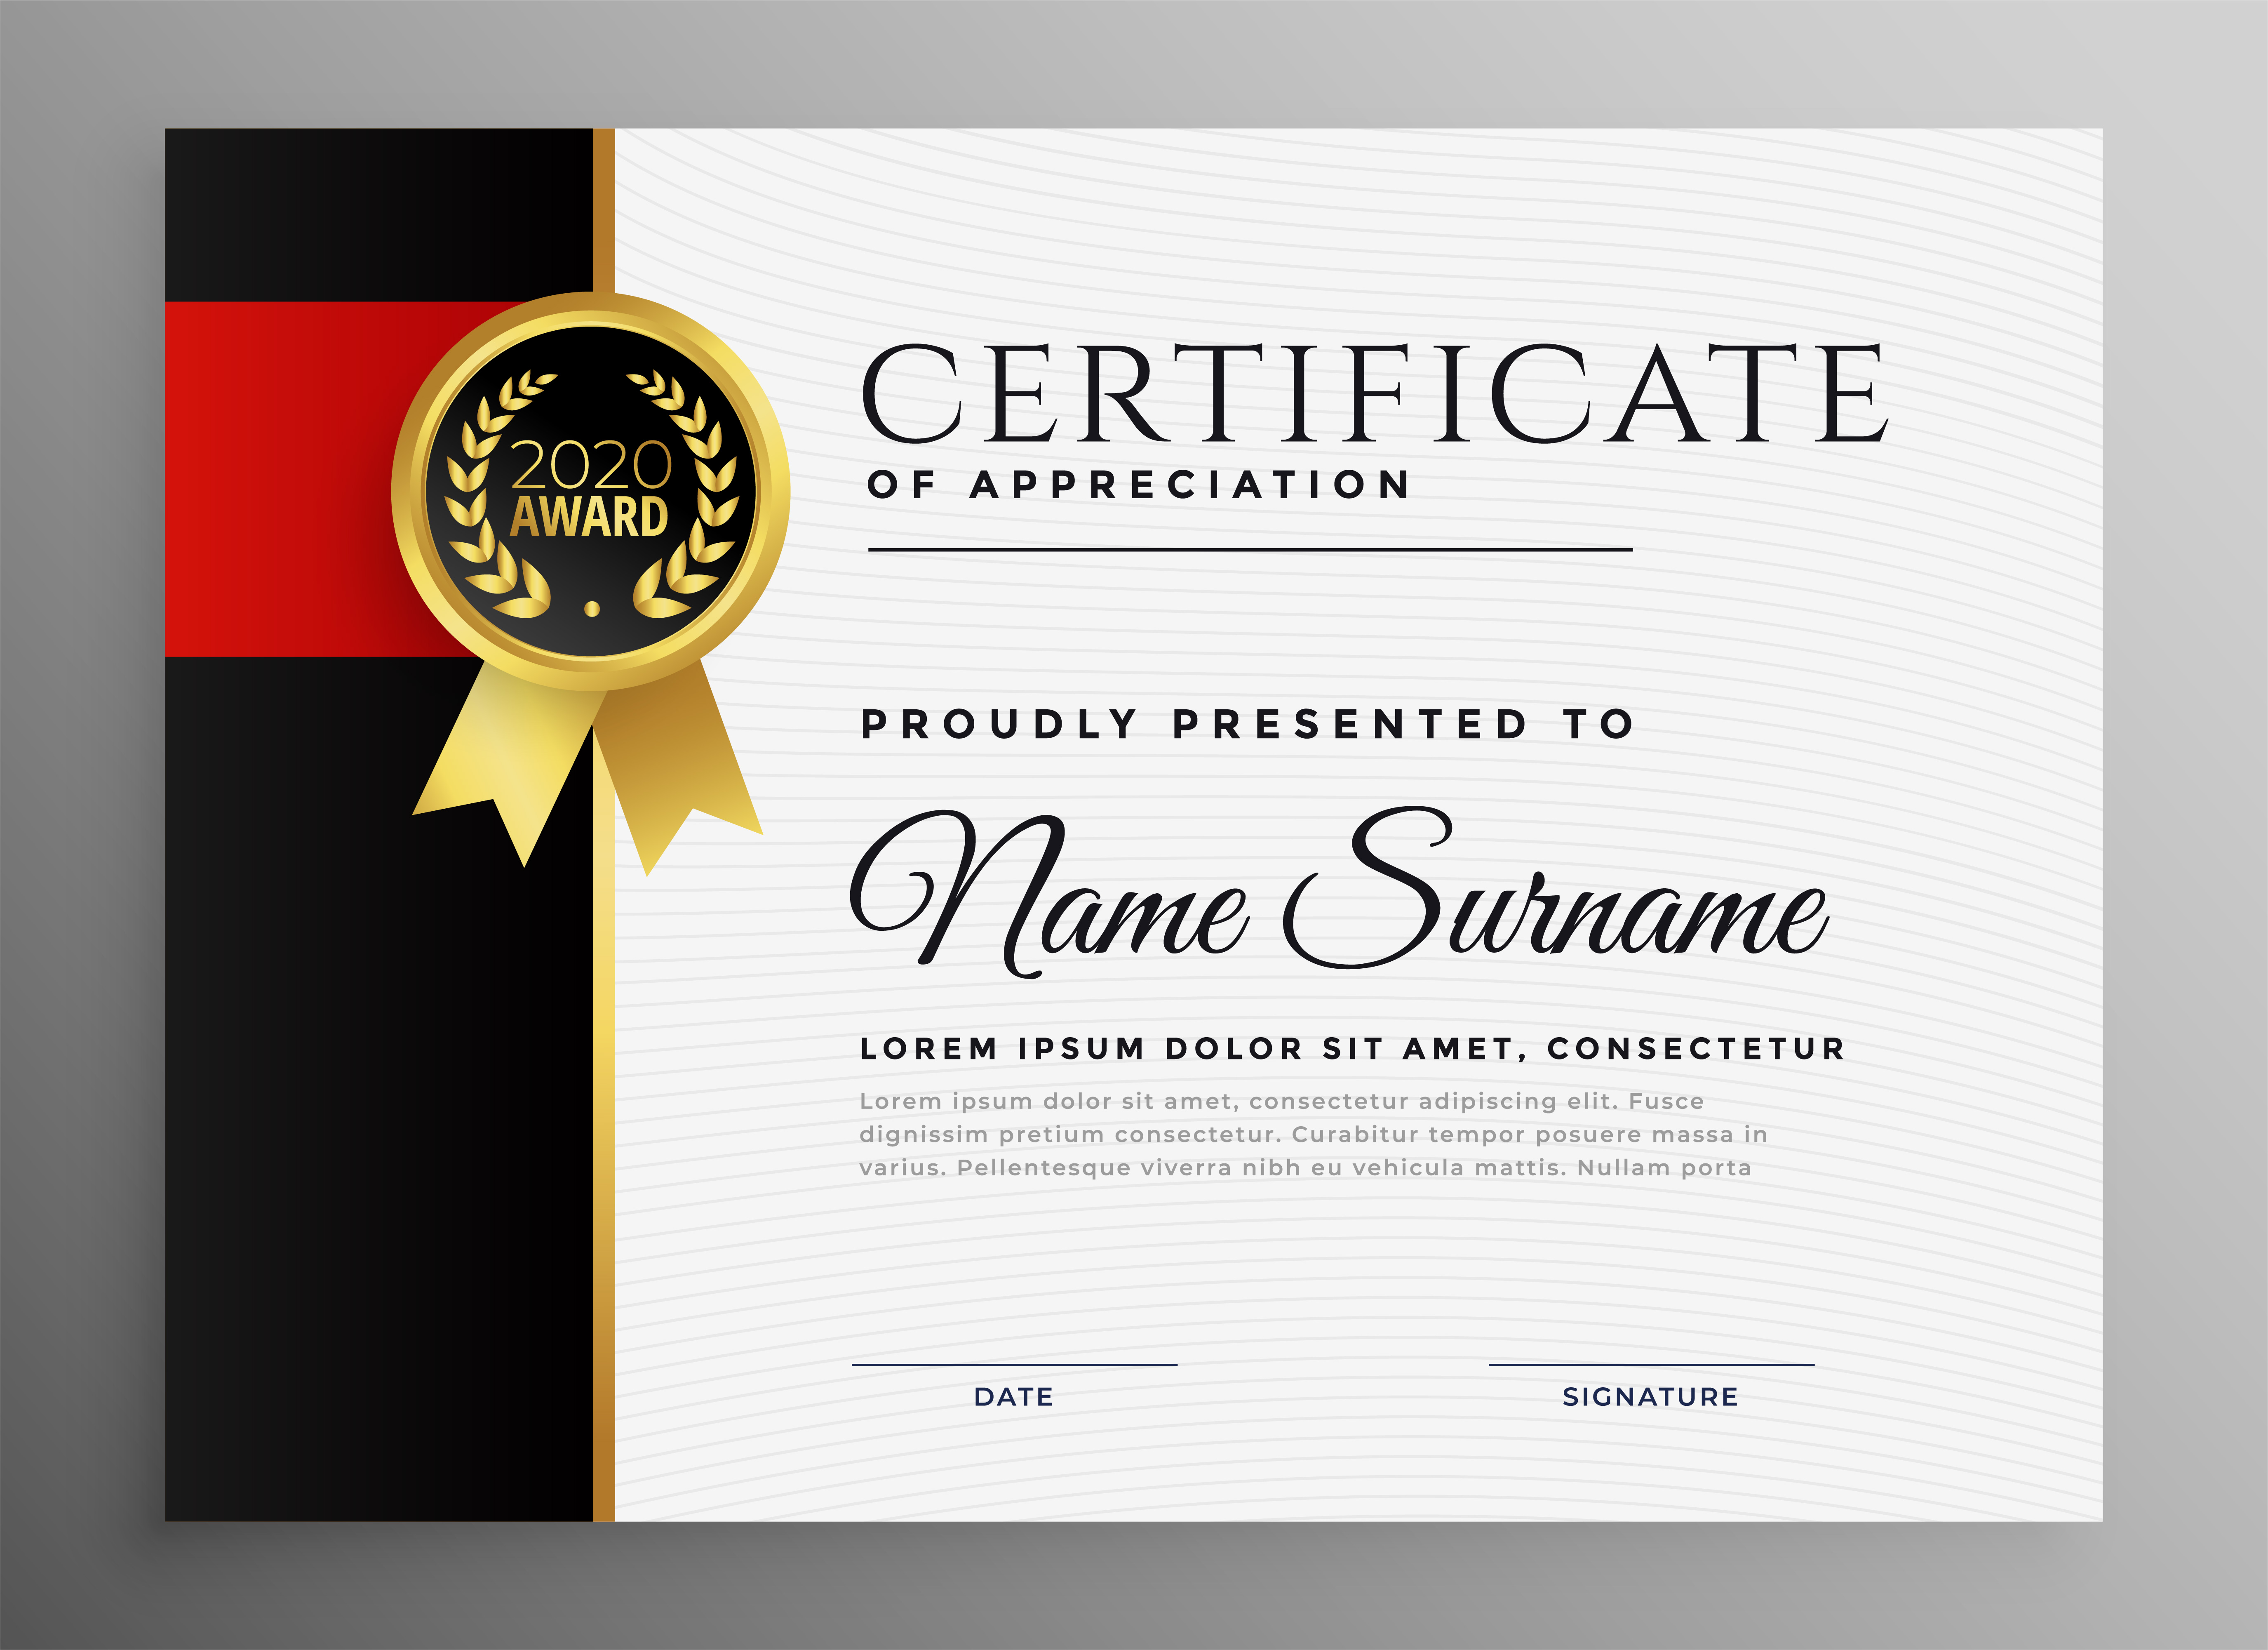 2020
AWARD
CERTIFICATE
OF APPRECIATION
PROUDLY PRESENTED TO
Name Surname
LOREM IPSUM DOLOR SIT AMET, CONSECTETUR
Lorem ipsum dolor sit amet, consectetur adipiscing elit. Fusce
dignissim pretium consectetur. Curabitur tempor posuere massa in
varius. Pellentesque viverra nibh eu vehicula mattis. Nullam porta
DATE
SIGNATURE